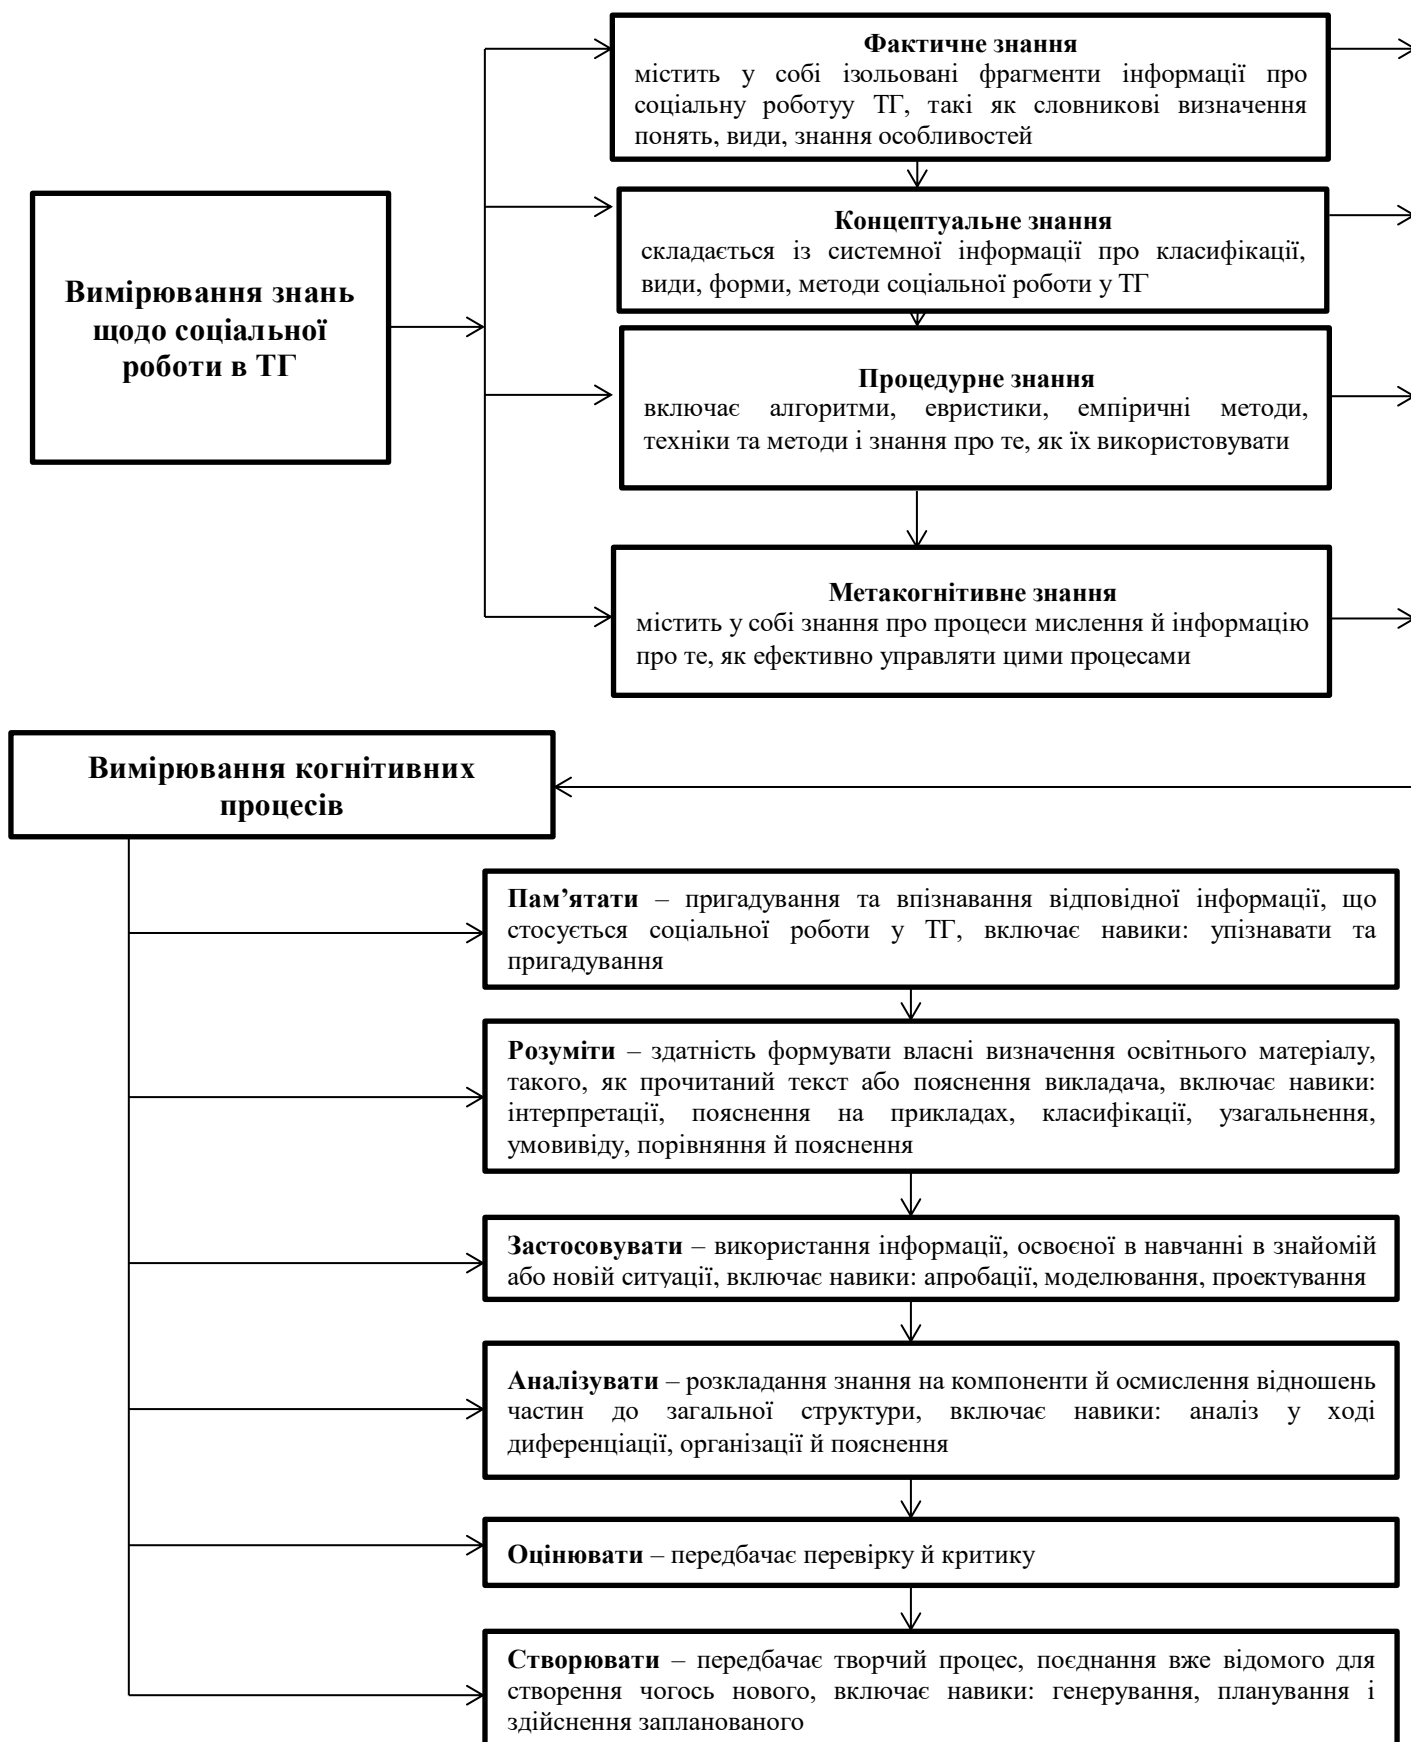 Фактичне знання
містить у собі ізольовані фрагменти інформації про
соціальну роботуу ТГ, такі як словникові визначення
понять, види, знання особливостей
Вимірювання знань
щодо соціальної
роботи в ТГ
Концептуальне знання
складається із системної інформації про класифікації,
види, форми, методи соціальної роботи у ТГ
Процедурне знання
включає алгоритми, евристики, емпіричні методи,
техніки та методи і знання про те, як їх використовувати
Метакогнітивне знання
містить у собі знання про процеси мислення й інформацію
про те, як ефективно управляти цими процесами
Вимірювання когнітивних
процесів
Пам’ятати – пригадування та впізнавання відповідної інформації, що
стосується соціальної роботи у ТГ, включає навики: упізнавати та
пригадування
Розуміти – здатність формувати власні визначення освітнього матеріалу,
такого, як прочитаний текст або пояснення викладача, включає навики:
інтерпретації, пояснення на прикладах, класифікації, узагальнення,
умовивіду, порівняння й пояснення
Застосовувати – використання інформації, освоєної в навчанні в знайомій
або новій ситуації, включає навики: апробації, моделювання, проектування
Аналізувати – розкладання знання на компоненти й осмислення відношень
частин до загальної структури, включає навики: аналіз у ході
диференціації, організації й пояснення
Оцінювати – передбачає перевірку й критику
Створювати – передбачає творчий процес, поєднання вже відомого для
створення чогось нового, включає навики: генерування, планування і
здійснення запланованого